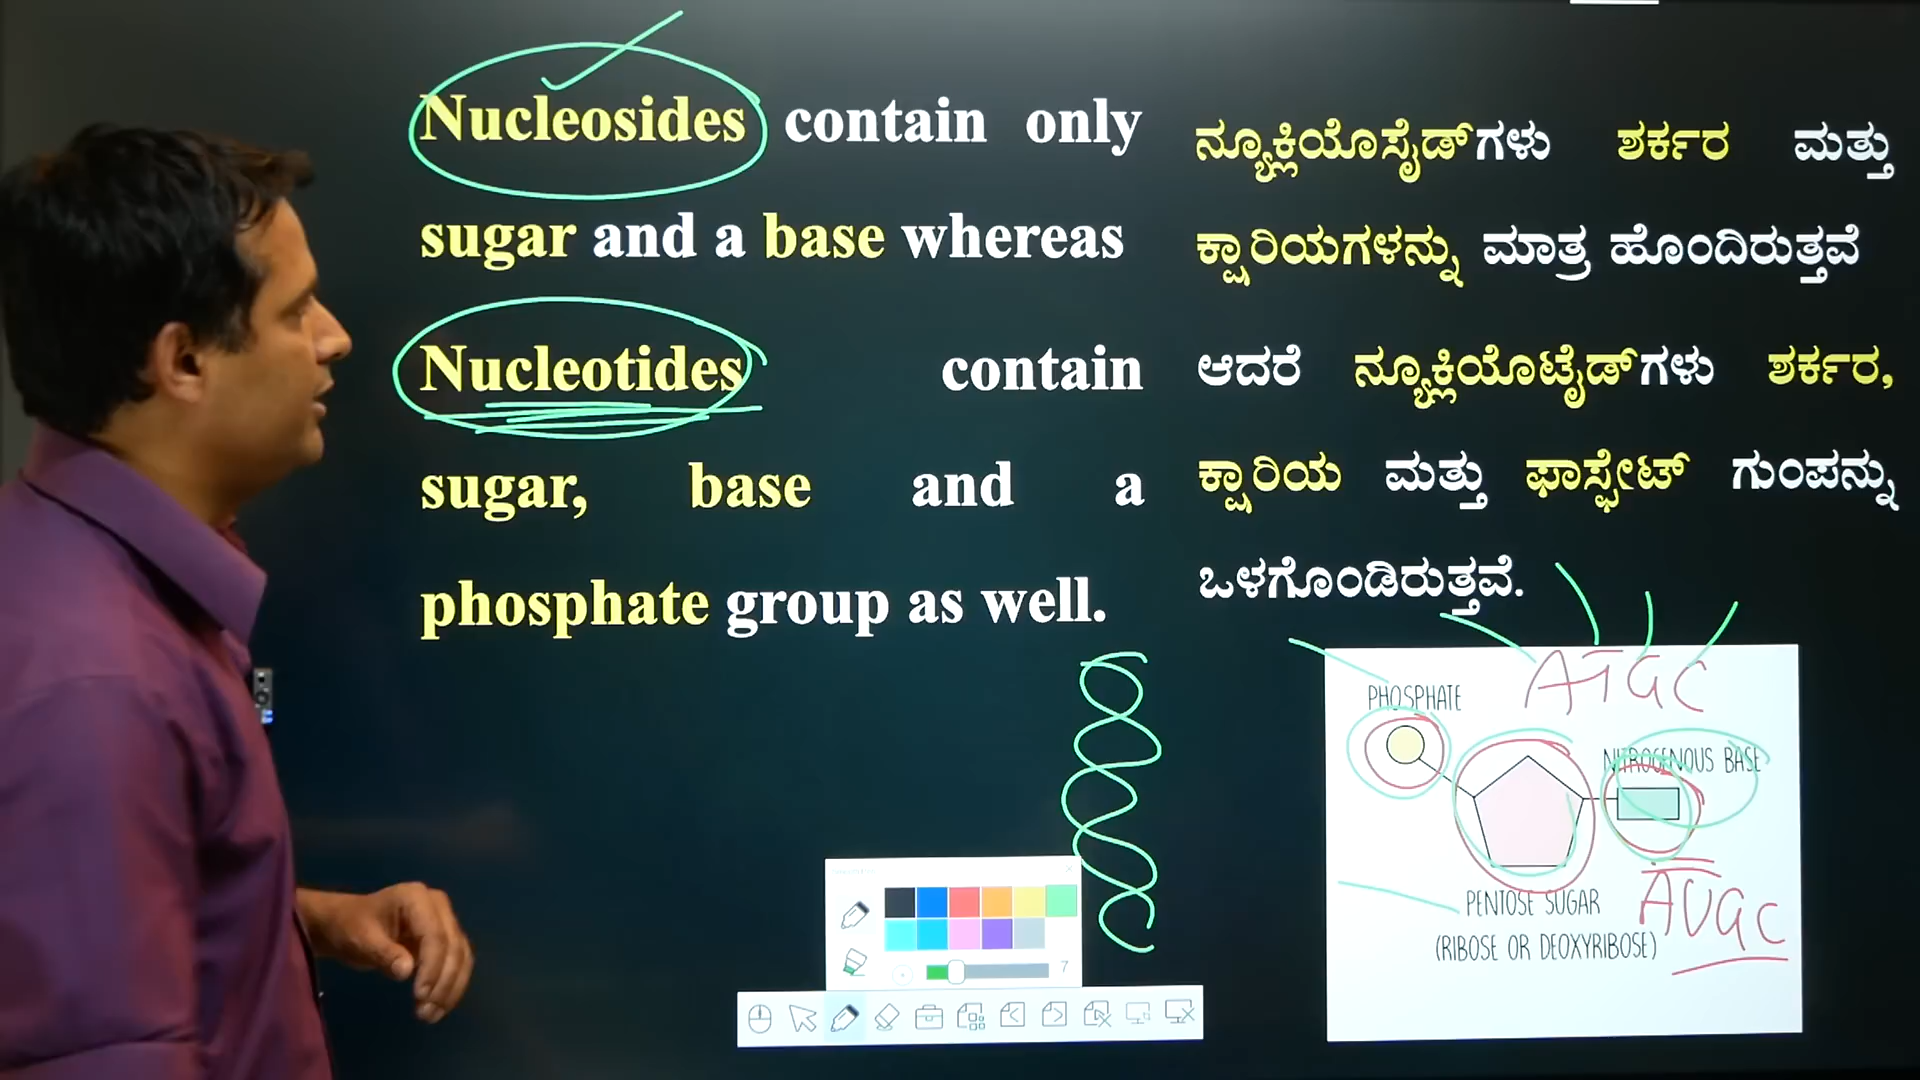 Nucleosides contain only
sugar and a base whereas
Nucleotides contain
sugar, base and a
phosphate group as well.
ನ್ಯೂಕ್ಲಿಯೊಸೈಡ್‌ಗಳು ಶರ್ಕರ ಮತ್ತು
ಕ್ಷಾರಿಯಗಳನ್ನು ಮಾತ್ರ ಹೊಂದಿರುತ್ತವೆ
ಆದರೆ ನ್ಯೂಕ್ಲಿಯೊಟೈಡ್‌ಗಳು ಶರ್ಕರ,
ಕ್ಷಾರಿಯ ಮತ್ತು ಫಾಸ್ಫೇಟ್ ಗುಂಪನ್ನು
ಒಳಗೊಂಡಿರುತ್ತವೆ.
ATGC
PHOSPHATE
NITROGENOUS BASE
AUGC
PENTOSE SUGAR
(RIBOSE OR DEOXYRIBOSE)
7